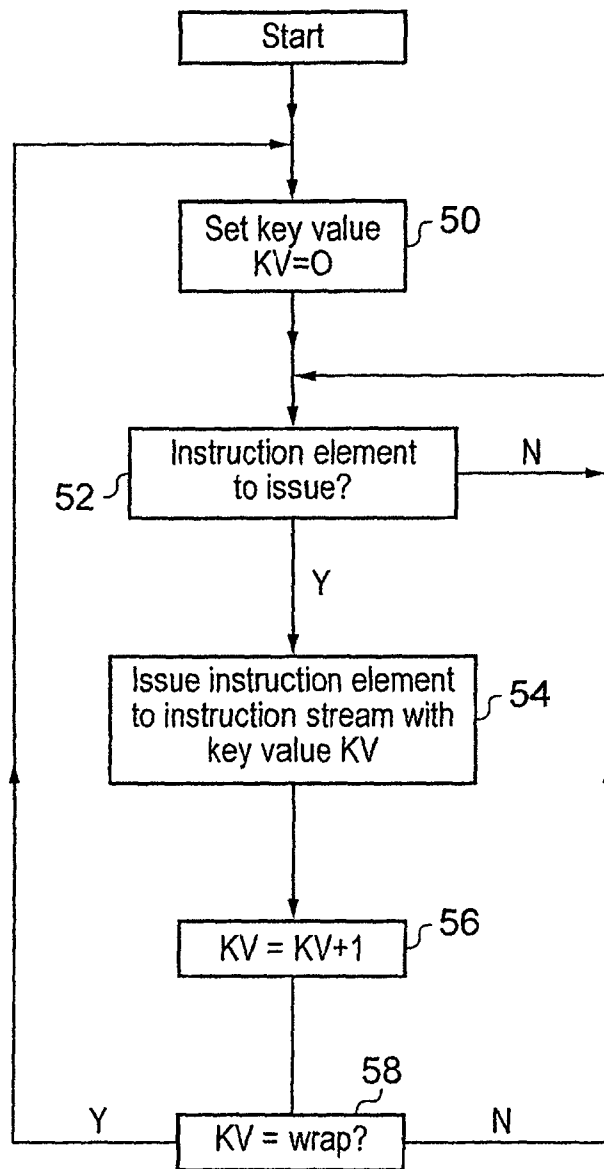 Start
Set key value
KV=O
50
Instruction element
to issue?
52
N
Y
Issue instruction element
to instruction stream with
key value KV
54
KV = KV+1
56
58
Y
KV = wrap?
N